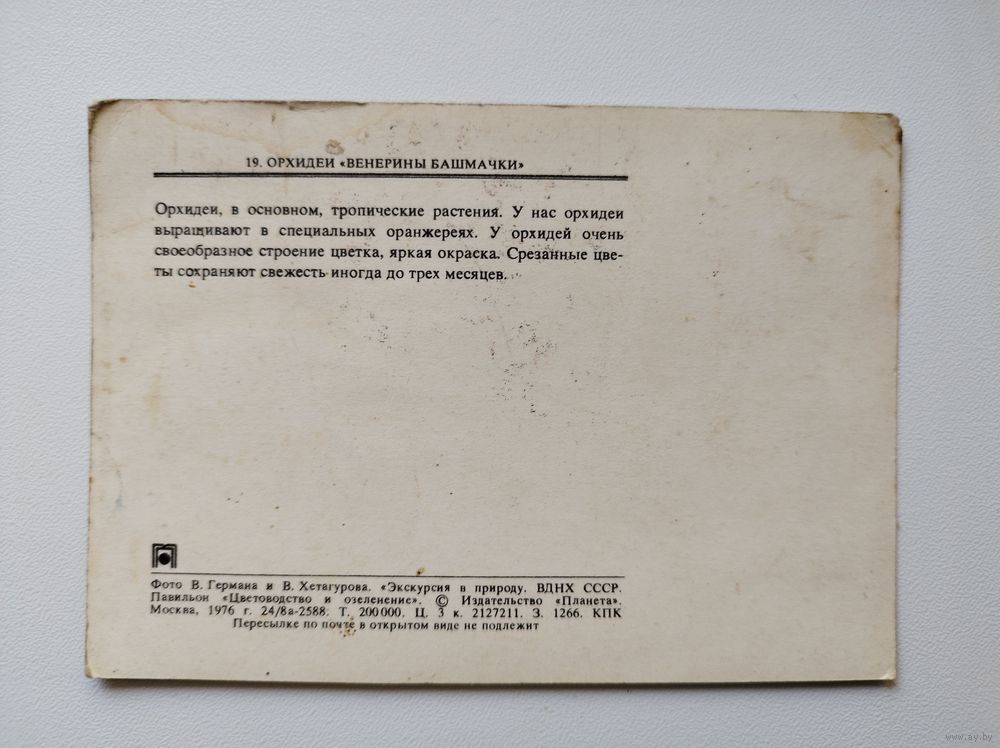 19. ОРХИДЕИ «ВЕНЕРИНЫ БАШМАЧКИ»
Орхидеи, в основном, тропические растения. У нас орхидеи
выращивают в специальных оранжереях. У орхидей очень
своеобразное строение цветка, яркая окраска. Срезанные цве-
ты сохраняют свежесть иногда до трех месяцев.
Фото В. Германа и В. Хетагурова. «Экскурсия в природу. ВДНХ СССР.
Павильон «Цветоводство и озеленение». © Издательство «Планета».
Москва, 1976 г. 24/8а-2588. Т. 200 000. Ц. 3 к. 2127211. З. 1266. КПК
Пересылке по почте в открытом виде не подлежит
www.ay.by